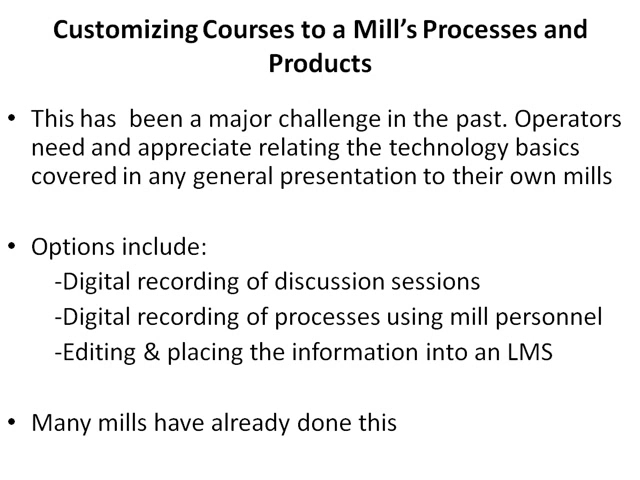 Customizing Courses to a Mill's Processes and
Products
• This has  been a major challenge in the past. Operators
need and appreciate relating the technology basics
covered in any general presentation to their own mills
• Options include:
-Digital recording of discussion sessions
-Digital recording of processes using mill personnel
-Editing & placing the information into an LMS
• Many mills have already done this